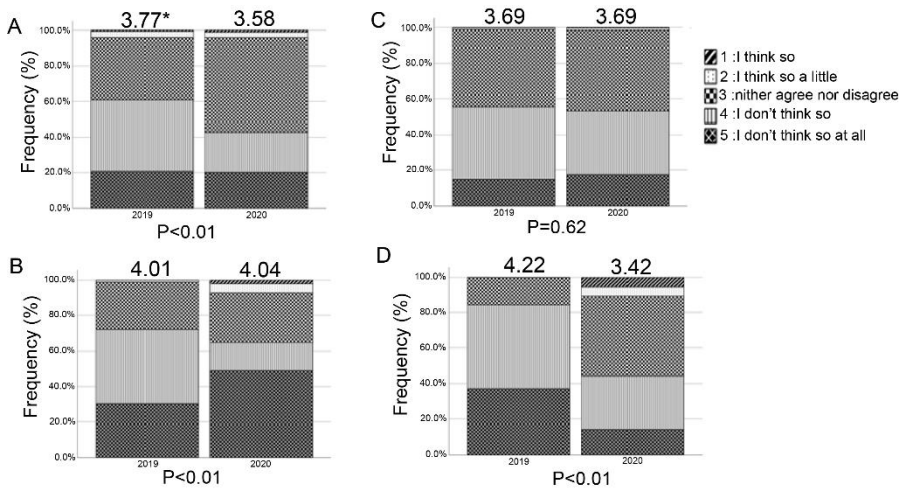 A
3.77* 3.58
Frequency (%)
100.0%
80.0%
60.0%
40.0%
20.0%
0.0%
2019 2020
P<0.01
C
3.69 3.69
Frequency (%)
100.0%
80.0%
60.0%
40.0%
20.0%
0.0%
2019 2020
P=0.62
1 :I think so
2 :I think so a little
3 :nither agree nor disagree
4 :I don't think so
5 :I don't think so at all
B
4.01 4.04
Frequency (%)
100.0%
80.0%
60.0%
40.0%
20.0%
0.0%
2019 2020
P<0.01
D
4.22 3.42
Frequency (%)
100.0%
80.0%
60.0%
40.0%
20.0%
0.0%
2019 2020
P<0.01